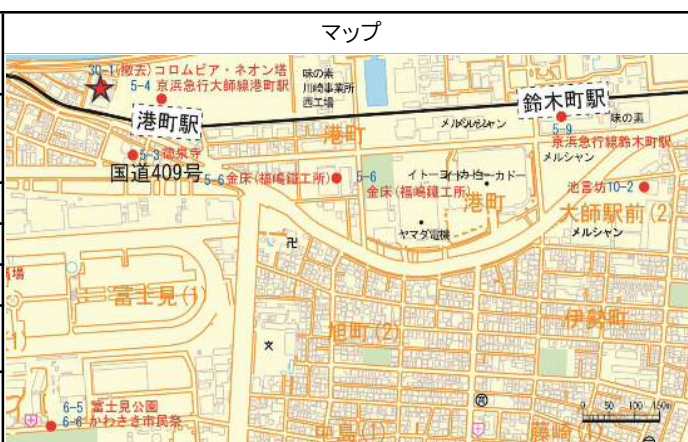 マップ
30-1(撤去)コロムビア・ネオン塔
5-4 京浜急行大師線港町駅
味の素
川崎事業所
西工場
港町駅
鈴木町駅
味の素
5-9
京浜急行線鈴木町駅
港町
メルシャン
メルシャン
5-3 徳泉寺
国道409号
5-6 金床(福嶋鐵工所)
5-6
金床(福嶋鐵工所)
イトーヨーカドー
港町
池言坊10-2
大師駅前(2)
メルシャン
ヤマダ電機
卍
富士見(1)
旭町(2)
伊勢町
文
6-5 富士見公園
6-6 かわさき市民祭
0 50 100 150m